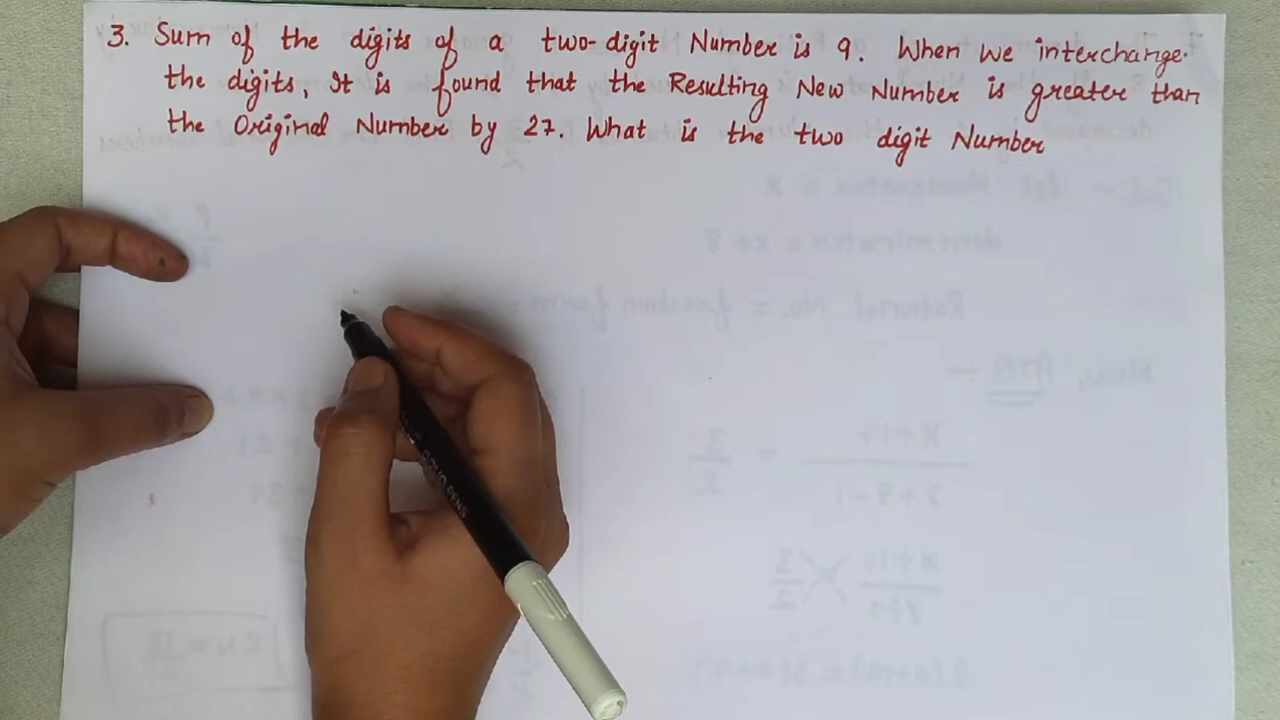 3. Sum of the digits of a two-digit Number is 9. When we interchange
the digits, It is found that the Resulting New Number is greater than
the Original Number by 27. What is the two digit Number